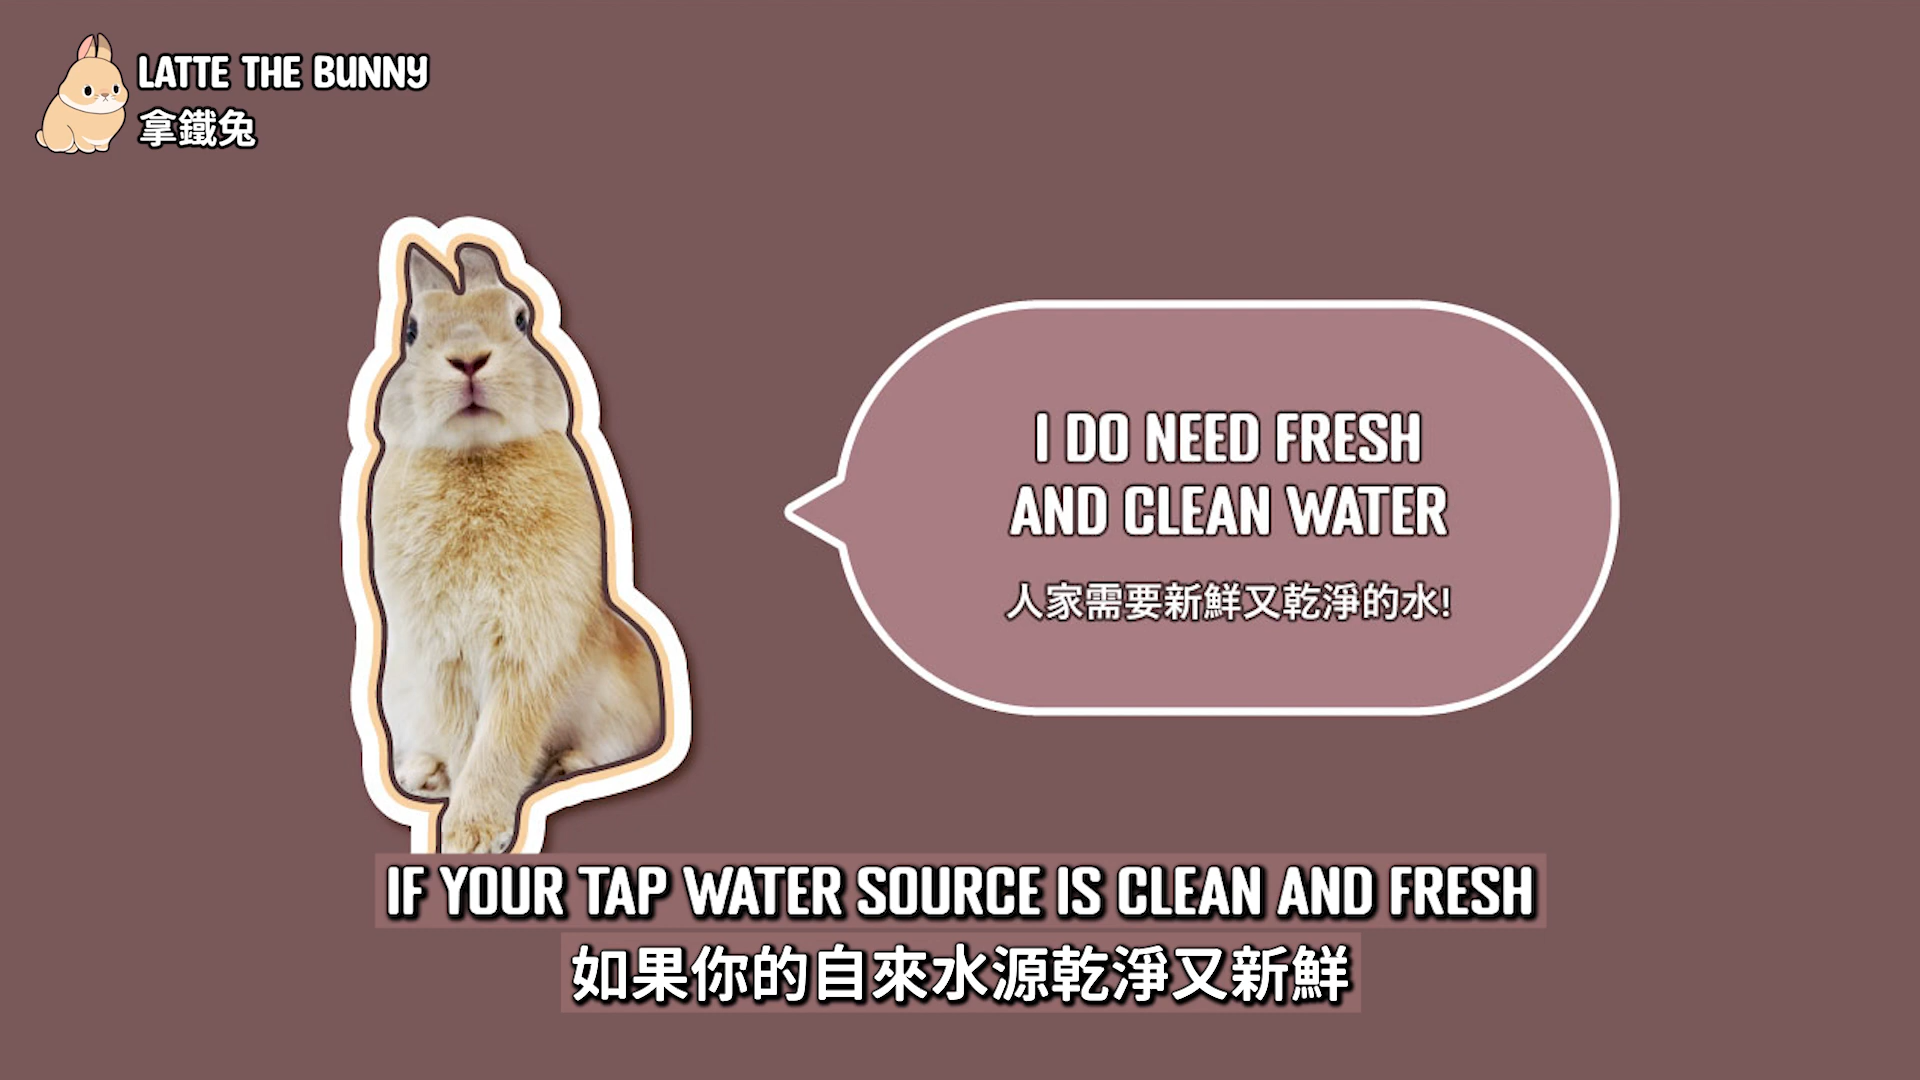 LATTE THE BUNNY
拿鐵兔
I DO NEED FRESH
AND CLEAN WATER
人家需要新鮮又乾淨的水!
IF YOUR TAP WATER SOURCE IS CLEAN AND FRESH
如果你的自來水源乾淨又新鮮